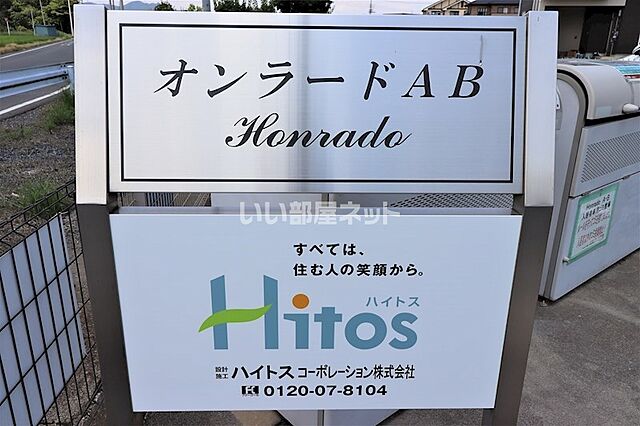 オンラードAB
Honrado
いい部屋ネット
すべては、
住む人の笑顔から。
ハイトス
Hitos
設計
施工 ハイトスコーポレーション株式会社
0120-07-8104
Honrado A・B